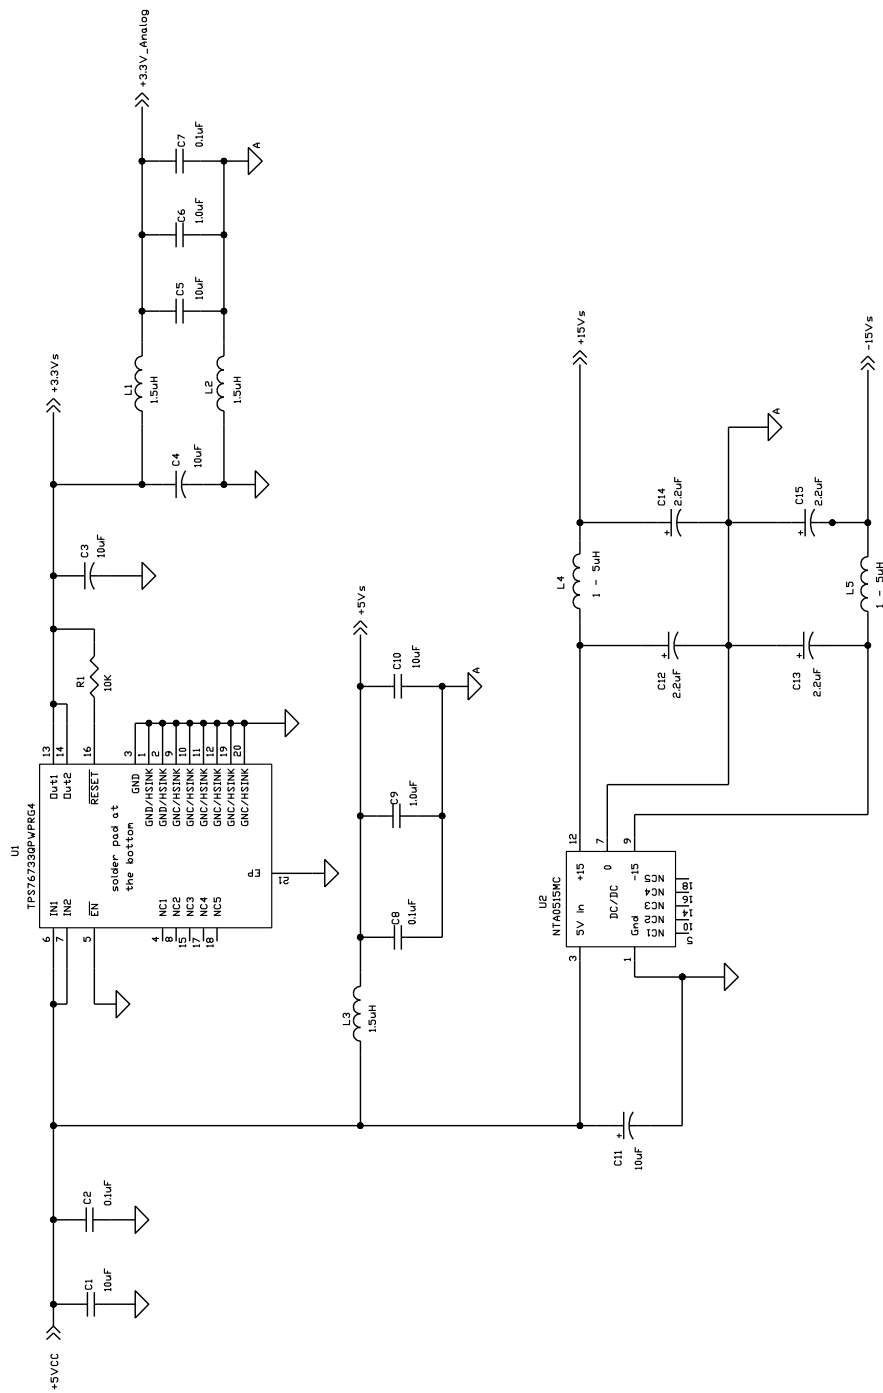 +5VCC
C1
10uF
C2
0.1uF
U1
TPS76733QPWPRG4
6
IN1
7
IN2
5
EN
4
NC1
8
NC2
15
NC3
17
NC4
18
NC5
solder pad at
the bottom
EP
21
Out1
13
Out2
14
RESET
16
GND
3
GND/HSINK
1
GND/HSINK
2
GNC/HSINK
9
GNC/HSINK
10
GNC/HSINK
11
GNC/HSINK
12
GNC/HSINK
19
GNC/HSINK
20
R1
10K
C3
10uF
+3.3Vs
C4
10uF
L1
1.5uH
L2
1.5uH
C5
10uF
C6
1.0uF
C7
0.1uF
A
+3.3V_Analog
L3
1.5uH
C8
0.1uF
C9
1.0uF
C10
10uF
A
+5Vs
C11
10uF
U2
NTA0515MC
3
5V in
1
Gnd
DC/DC
+15
12
0
7
-15
9
NC1
5
NC2
10
NC3
14
NC4
16
NC5
18
C12
2.2uF
C13
2.2uF
L4
1 - 5uH
L5
1 - 5uH
C14
2.2uF
C15
2.2uF
A
+15Vs
-15Vs